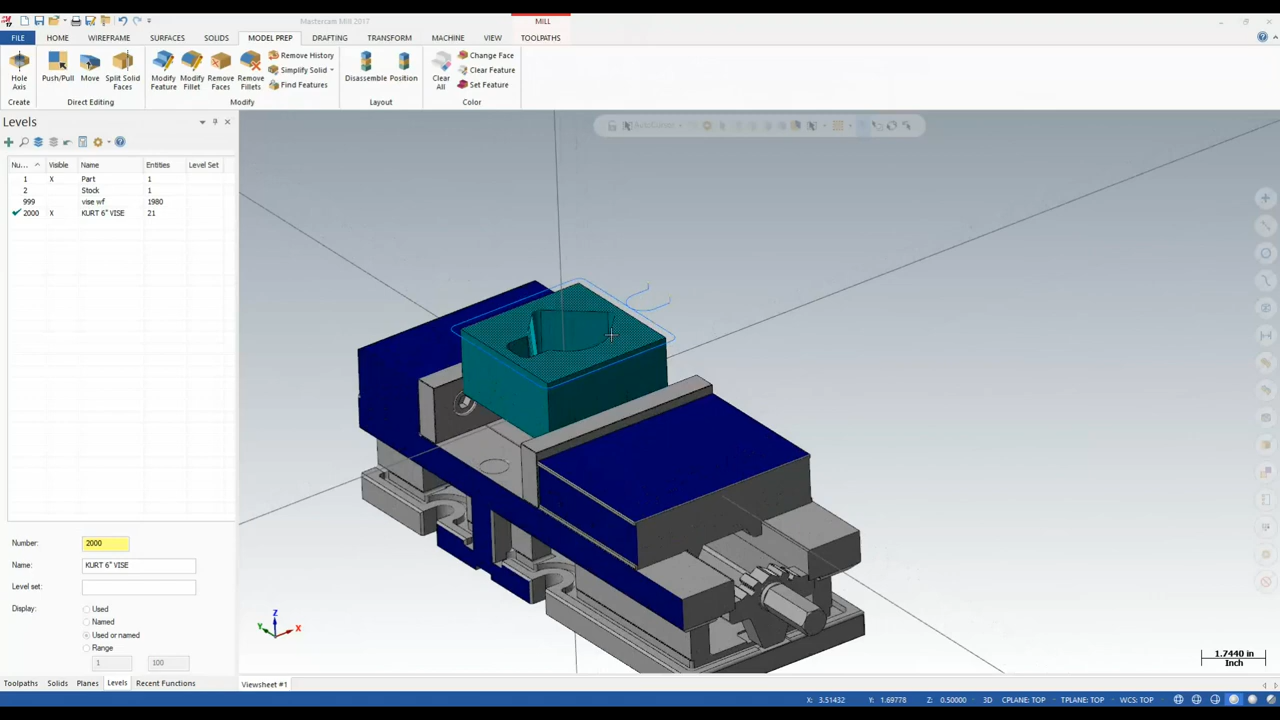 Mastercam Mill 2017
MILL
FILE HOME WIREFRAME SURFACES SOLIDS MODEL PREP DRAFTING TRANSFORM MACHINE VIEW TOOLPATHS
Hole Axis
Push/Pull
Move
Split Solid Faces
Modify Feature
Modify Fillet
Remove Faces
Remove Fillets
Remove History
Simplify Solid
Find Features
Disassemble
Position
Clear All
Change Face
Clear Feature
Set Feature
Create Direct Editing Modify Layout Color
Levels
Nu... Visible Name Entities Level Set
1 X Part 1
2 Stock 1
999 vise wf 1980
2000 X KURT 6" VISE 21
Number: 2000
Name: KURT 6" VISE
Level set:
Display: Used
Named
Used or named
Range
1 100
Z
Y X
1.7440 in
Inch
Toolpaths Solids Planes Levels Recent Functions Viewsheet #1
X: 3.51432 Y: 1.69778 Z: 0.50000 3D CPLANE: TOP TPLANE: TOP WCS: TOP